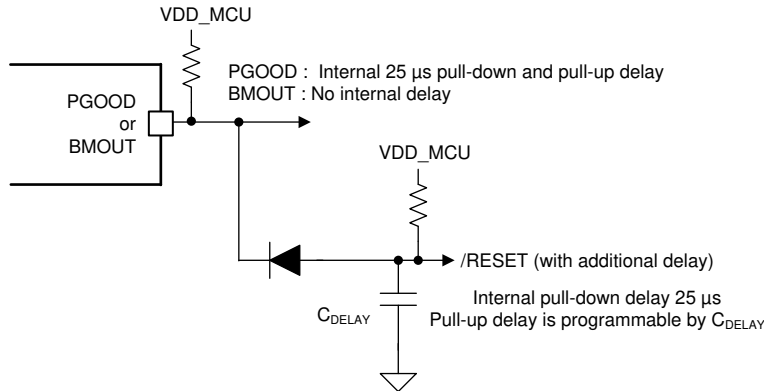 VDD_MCU
PGOOD : Internal 25 µs pull-down and pull-up delay
BMOUT : No internal delay
PGOOD
or
BMOUT
VDD_MCU
/RESET (with additional delay)
Internal pull-down delay 25 µs
Pull-up delay is programmable by CDELAY
CDELAY